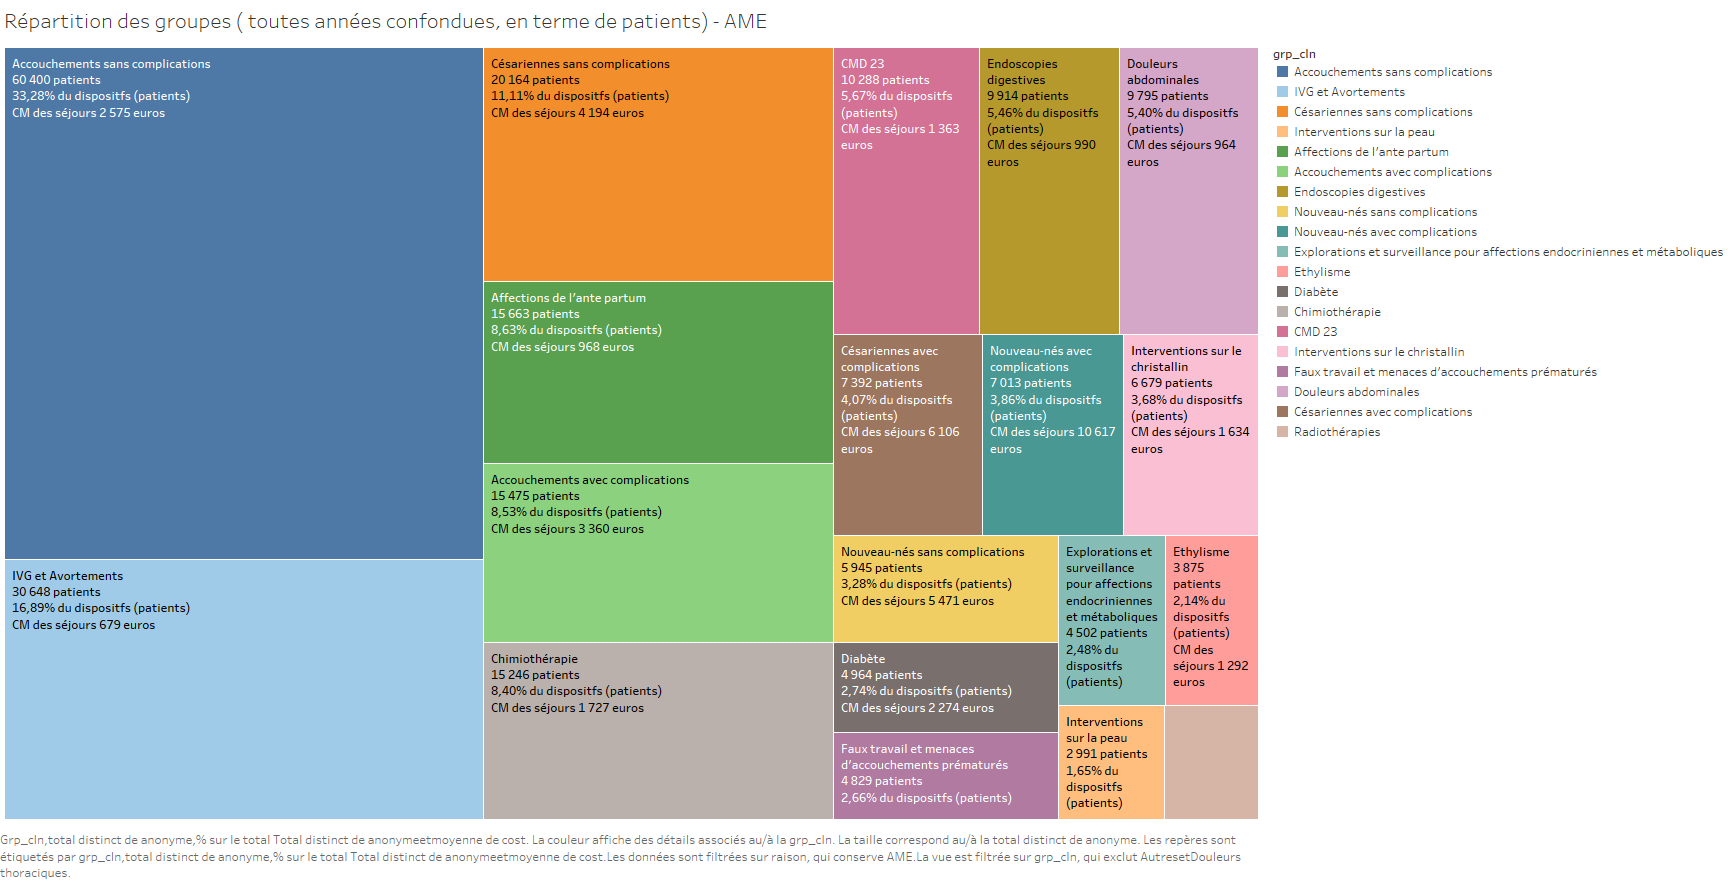 Répartition des groupes ( toutes années confondues, en terme de patients) - AME
Accouchements sans complications
60 400 patients
33,28% du dispositfs (patients)
CM des séjours 2 575 euros
IVG et Avortements
30 648 patients
16,89% du dispositfs (patients)
CM des séjours 679 euros
Césariennes sans complications
20 164 patients
11,11% du dispositfs (patients)
CM des séjours 4 194 euros
Affections de l’ante partum
15 663 patients
8,63% du dispositfs (patients)
CM des séjours 968 euros
Accouchements avec complications
15 475 patients
8,53% du dispositfs (patients)
CM des séjours 3 360 euros
Chimiothérapie
15 246 patients
8,40% du dispositfs (patients)
CM des séjours 1 727 euros
CMD 23
10 288 patients
5,67% du dispositfs
(patients)
CM des séjours 1 363
euros
Endoscopies
digestives
9 914 patients
5,46% du dispositfs
(patients)
CM des séjours 990
euros
Douleurs
abdominales
9 795 patients
5,40% du dispositfs
(patients)
CM des séjours 964
euros
Césariennes avec
complications
7 392 patients
4,07% du dispositfs
(patients)
CM des séjours 6 106
euros
Nouveau-nés avec
complications
7 013 patients
3,86% du dispositfs
(patients)
CM des séjours 10 617
euros
Interventions sur le
christallin
6 679 patients
3,68% du dispositfs
(patients)
CM des séjours 1 634
euros
Nouveau-nés sans complications
5 945 patients
3,28% du dispositfs (patients)
CM des séjours 5 471 euros
Diabète
4 964 patients
2,74% du dispositfs (patients)
CM des séjours 2 274 euros
Faux travail et menaces
d’accouchements prématurés
4 829 patients
2,66% du dispositfs (patients)
Explorations et
surveillance
pour affections
endocriniennes
et métaboliques
4 502 patients
2,48% du
dispositfs
(patients)
Ethylisme
3 875
patients
2,14% du
dispositfs
(patients)
CM des
séjours 1 292
euros
Interventions
sur la peau
2 991 patients
1,65% du
dispositfs
(patients)
grp_cln
Accouchements sans complications
IVG et Avortements
Césariennes sans complications
Interventions sur la peau
Affections de l’ante partum
Accouchements avec complications
Endoscopies digestives
Nouveau-nés sans complications
Nouveau-nés avec complications
Explorations et surveillance pour affections endocriniennes et métaboliques
Ethylisme
Diabète
Chimiothérapie
CMD 23
Interventions sur le christallin
Faux travail et menaces d’accouchements prématurés
Douleurs abdominales
Césariennes avec complications
Radiothérapies
Grp_cln,total distinct de anonyme,% sur le total Total distinct de anonymeetmoyenne de cost. La couleur affiche des détails associés au/à la grp_cln. La taille correspond au/à la total distinct de anonyme. Les repères sont
étiquetés par grp_cln,total distinct de anonyme,% sur le total Total distinct de anonymeetmoyenne de cost.Les données sont filtrées sur raison, qui conserve AME.La vue est filtrée sur grp_cln, qui exclut AutresetDouleurs
thoraciques.